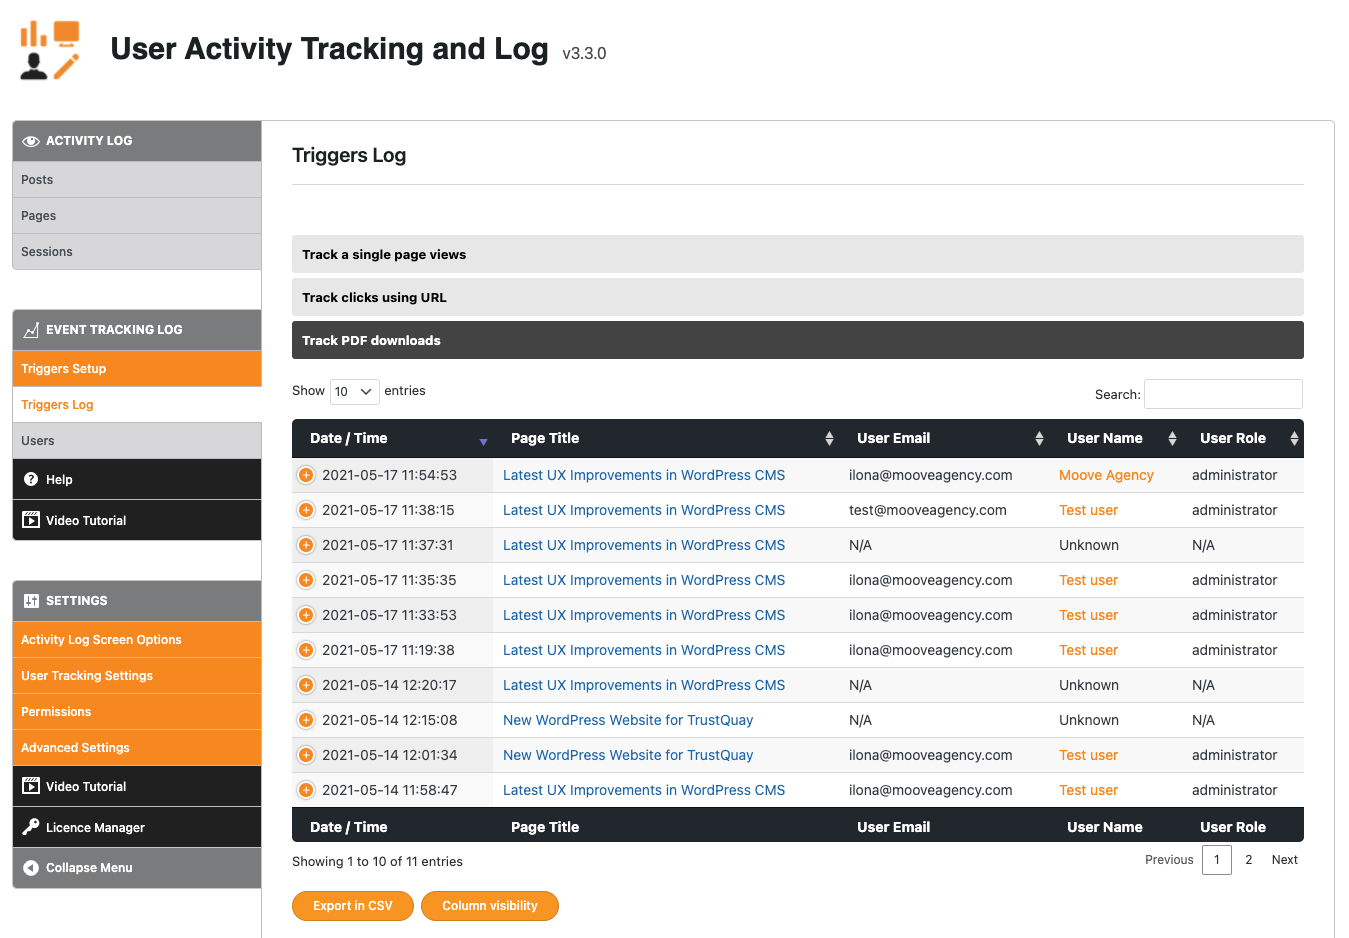 User Activity Tracking and Log v3.3.0
ACTIVITY LOG
Posts
Pages
Sessions
EVENT TRACKING LOG
Triggers Setup
Triggers Log
Users
Help
Video Tutorial
SETTINGS
Activity Log Screen Options
User Tracking Settings
Permissions
Advanced Settings
Video Tutorial
Licence Manager
Collapse Menu
Triggers Log
Track a single page views
Track clicks using URL
Track PDF downloads
Show 10 entries Search:
Date / Time Page Title User Email User Name User Role
2021-05-17 11:54:53 Latest UX Improvements in WordPress CMS ilona@mooveagency.com Moove Agency administrator
2021-05-17 11:38:15 Latest UX Improvements in WordPress CMS test@mooveagency.com Test user administrator
2021-05-17 11:37:31 Latest UX Improvements in WordPress CMS N/A Unknown N/A
2021-05-17 11:35:35 Latest UX Improvements in WordPress CMS ilona@mooveagency.com Test user administrator
2021-05-17 11:33:53 Latest UX Improvements in WordPress CMS ilona@mooveagency.com Test user administrator
2021-05-17 11:19:38 Latest UX Improvements in WordPress CMS ilona@mooveagency.com Test user administrator
2021-05-14 12:20:17 Latest UX Improvements in WordPress CMS N/A Unknown N/A
2021-05-14 12:15:08 New WordPress Website for TrustQuay N/A Unknown N/A
2021-05-14 12:01:34 New WordPress Website for TrustQuay ilona@mooveagency.com Test user administrator
2021-05-14 11:58:47 Latest UX Improvements in WordPress CMS ilona@mooveagency.com Test user administrator
Date / Time Page Title User Email User Name User Role
Showing 1 to 10 of 11 entries Previous 1 2 Next
Export in CSV Column visibility